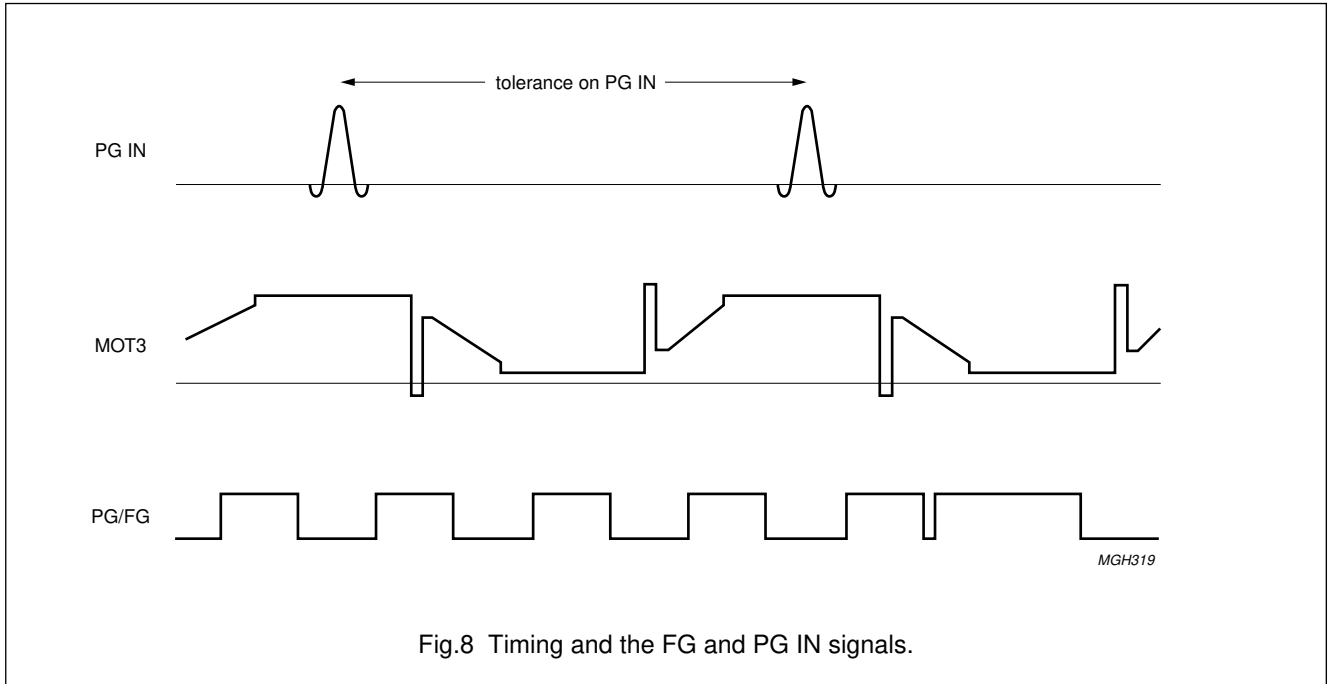 tolerance on PG IN
PG IN
MOT3
PG/FG
MGH319
Fig.8 Timing and the FG and PG IN signals.